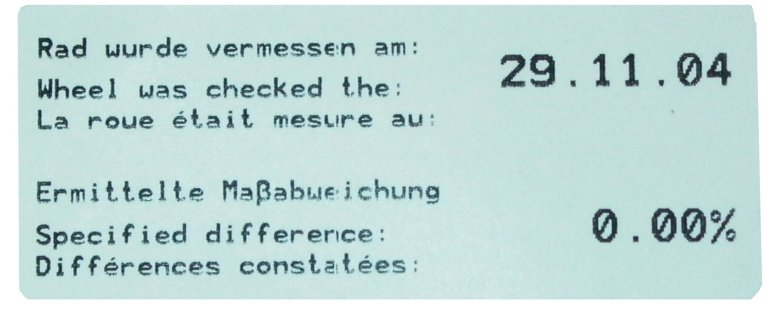 Rad wurde vermessen am:
Wheel was checked the: 29.11.04
La roue était mesure au:
Ermittelte Maßabweichung
Specified difference: 0.00%
Différences constatées: